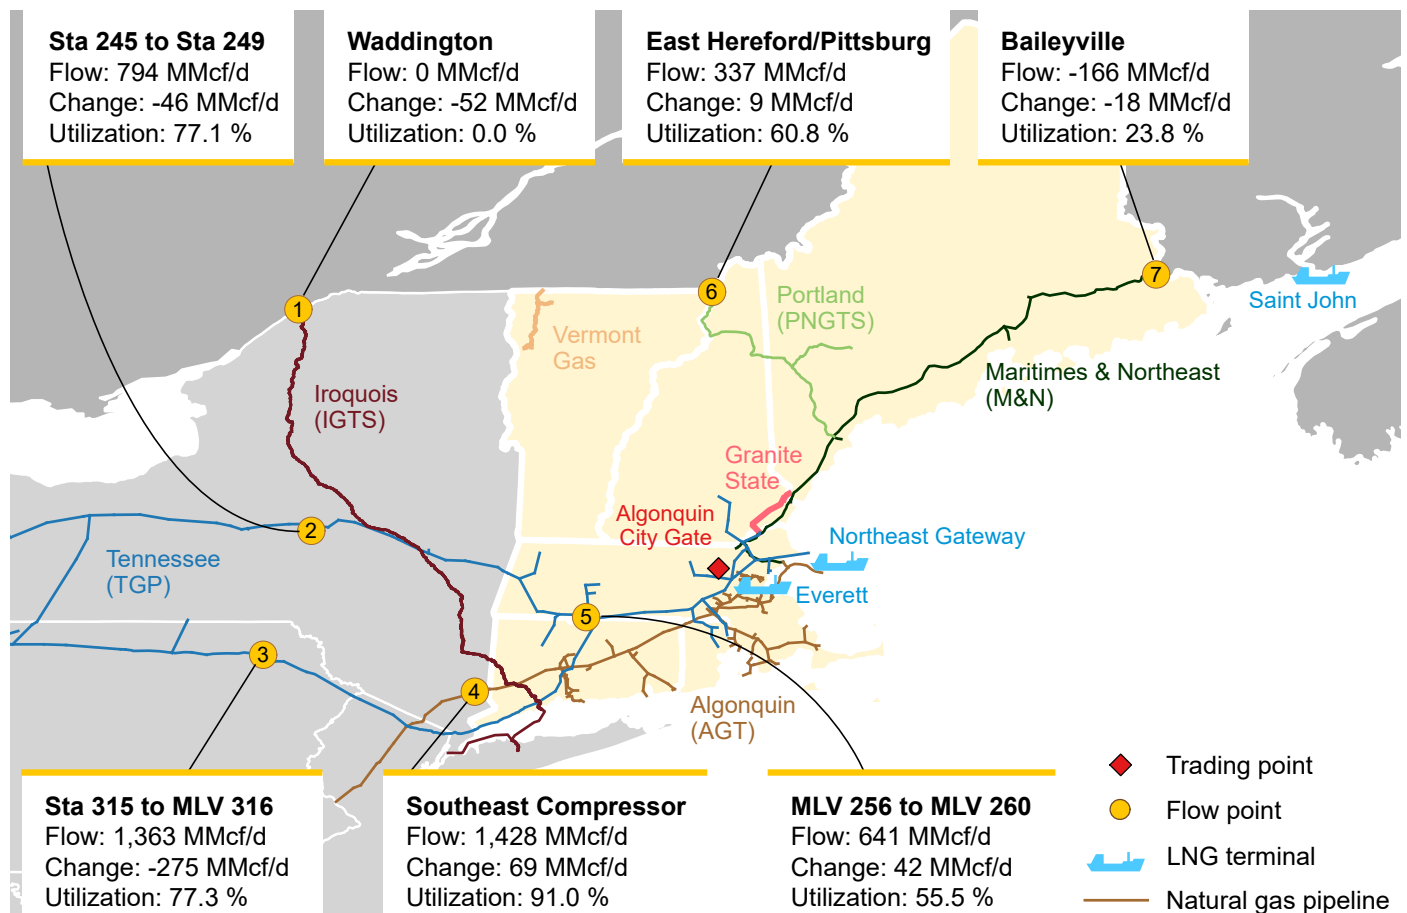 Sta 245 to Sta 249
Flow: 794 MMcf/d
Change: -46 MMcf/d
Utilization: 77.1 %
Waddington
Flow: 0 MMcf/d
Change: -52 MMcf/d
Utilization: 0.0 %
East Hereford/Pittsburg
Flow: 337 MMcf/d
Change: 9 MMcf/d
Utilization: 60.8 %
Baileyville
Flow: -166 MMcf/d
Change: -18 MMcf/d
Utilization: 23.8 %
7
6
1
Saint John
Portland
(PNGTS)
Vermont
Gas
Maritimes & Northeast
(M&N)
Iroquois
(IGTS)
Granite
State
Algonquin
City Gate
2
Northeast Gateway
Tennessee
(TGP)
Everett
5
3
4
Algonquin
(AGT)
Sta 315 to MLV 316
Flow: 1,363 MMcf/d
Change: -275 MMcf/d
Utilization: 77.3 %
Southeast Compressor
Flow: 1,428 MMcf/d
Change: 69 MMcf/d
Utilization: 91.0 %
MLV 256 to MLV 260
Flow: 641 MMcf/d
Change: 42 MMcf/d
Utilization: 55.5 %
Trading point
Flow point
LNG terminal
Natural gas pipeline